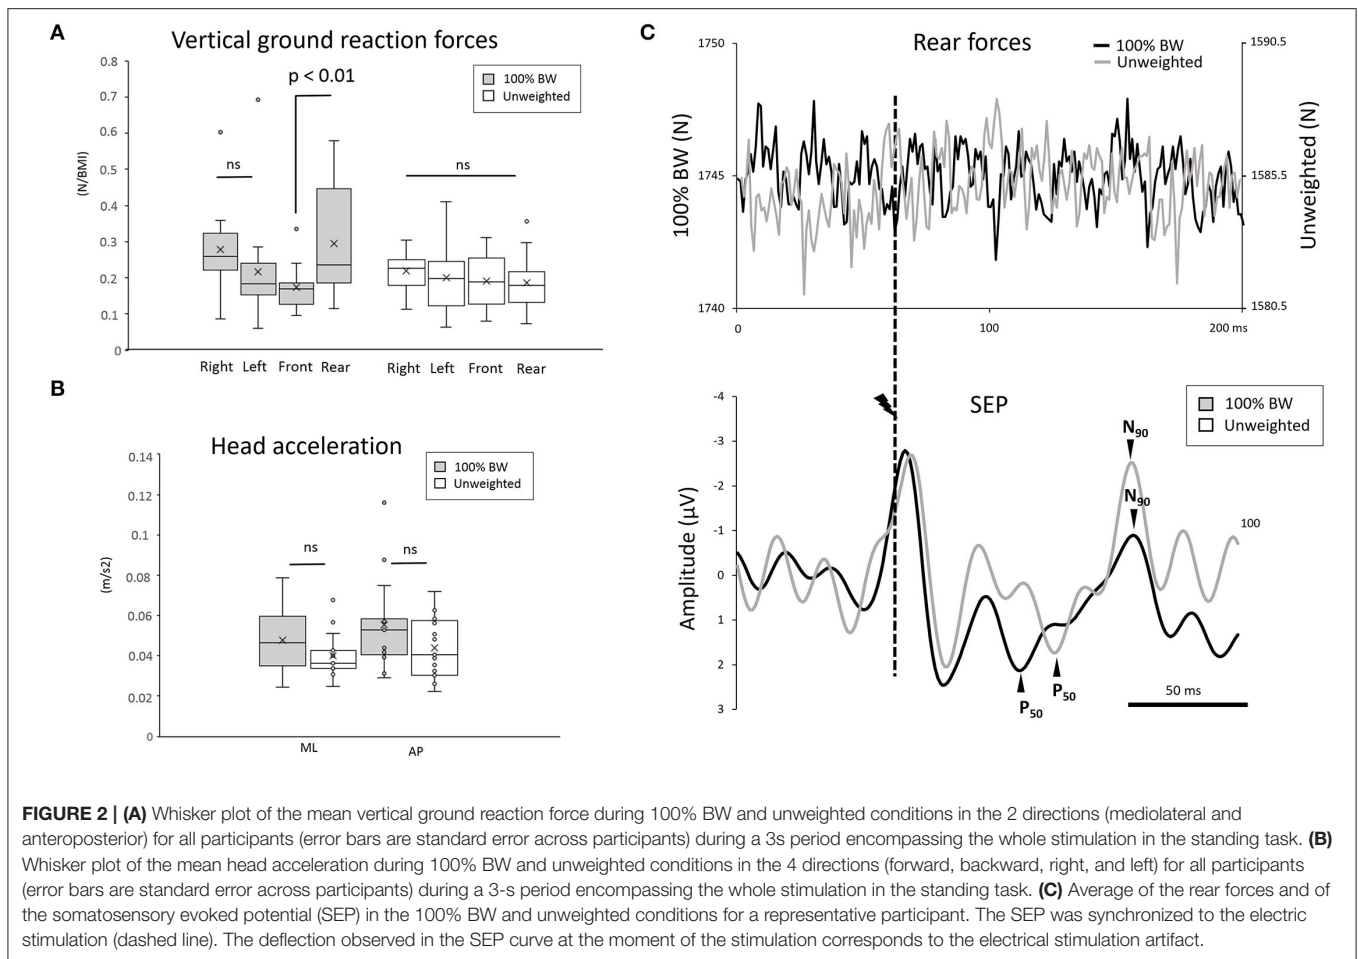 A
Vertical ground reaction forces
p < 0.01
100% BW
Unweighted
ns
ns
(N/BMI)
0.8
0.7
0.6
0.5
0.4
0.3
0.2
0.1
0
Right Left Front Rear
Right Left Front Rear
B
Head acceleration
100% BW
Unweighted
ns
ns
(m/s2)
0.14
0.12
0.1
0.08
0.06
0.04
0.02
0
ML
AP
C
Rear forces
100% BW
Unweighted
100% BW (N)
1750
1745
1740
Unweighted (N)
1590.5
1585.5
1580.5
0
100
200 ms
SEP
100% BW
Unweighted
Amplitude (µV)
-4
-3
-2
-1
0
1
2
3
N90
N90
100
P50
P50
50 ms
FIGURE 2 | (A) Whisker plot of the mean vertical ground reaction force during 100% BW and unweighted conditions in the 2 directions (mediolateral and
anteroposterior) for all participants (error bars are standard error across participants) during a 3s period encompassing the whole stimulation in the standing task. (B)
Whisker plot of the mean head acceleration during 100% BW and unweighted conditions in the 4 directions (forward, backward, right, and left) for all participants
(error bars are standard error across participants) during a 3-s period encompassing the whole stimulation in the standing task. (C) Average of the rear forces and of
the somatosensory evoked potential (SEP) in the 100% BW and unweighted conditions for a representative participant. The SEP was synchronized to the electric
stimulation (dashed line). The deflection observed in the SEP curve at the moment of the stimulation corresponds to the electrical stimulation artifact.